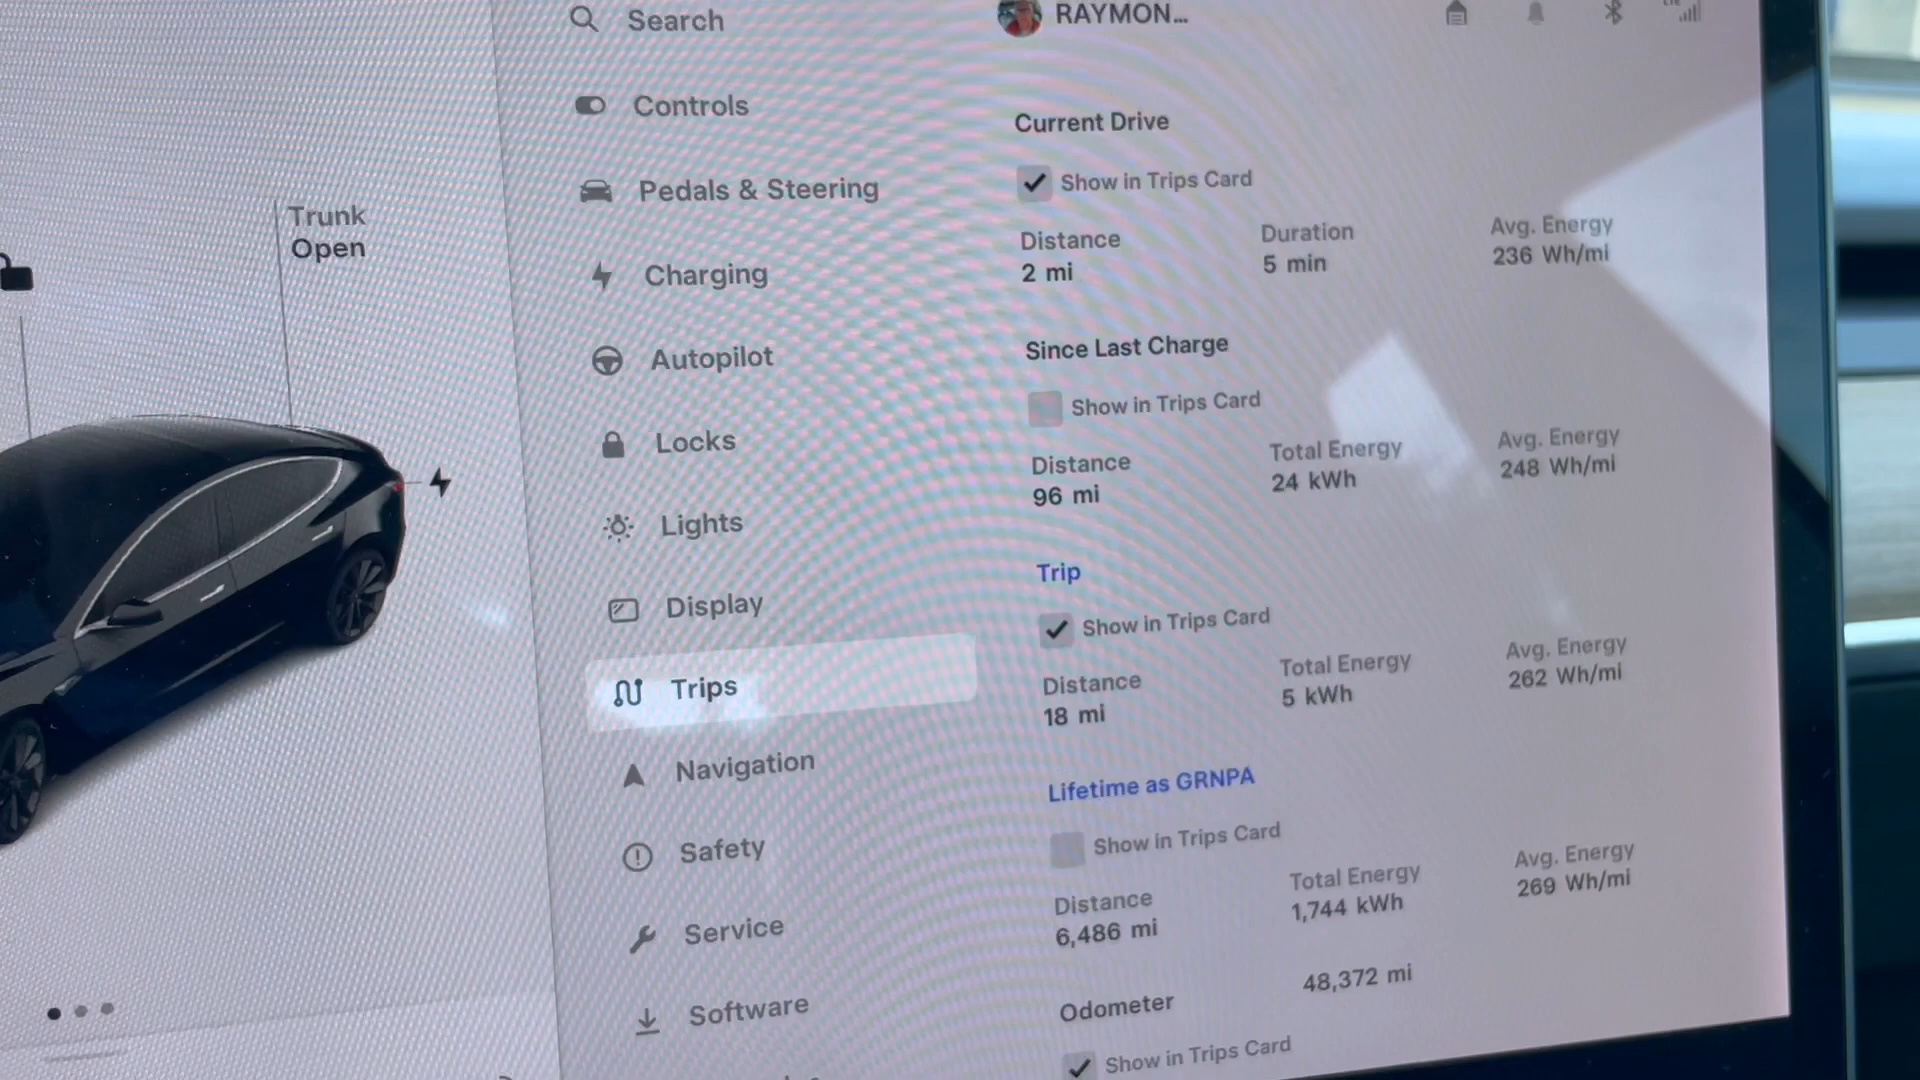 Trunk
Open
Search
Controls
Pedals & Steering
Charging
Autopilot
Locks
Lights
Display
Trips
Navigation
Safety
Service
Software
RAYMON...
LTE
Current Drive
Show in Trips Card
Distance
2 mi
Duration
5 min
Avg. Energy
236 Wh/mi
Since Last Charge
Show in Trips Card
Distance
96 mi
Total Energy
24 kWh
Avg. Energy
248 Wh/mi
Trip
Show in Trips Card
Distance
18 mi
Total Energy
5 kWh
Avg. Energy
262 Wh/mi
Lifetime as GRNPA
Show in Trips Card
Distance
6,486 mi
Total Energy
1,744 kWh
Avg. Energy
269 Wh/mi
Odometer
48,372 mi
Show in Trips Card